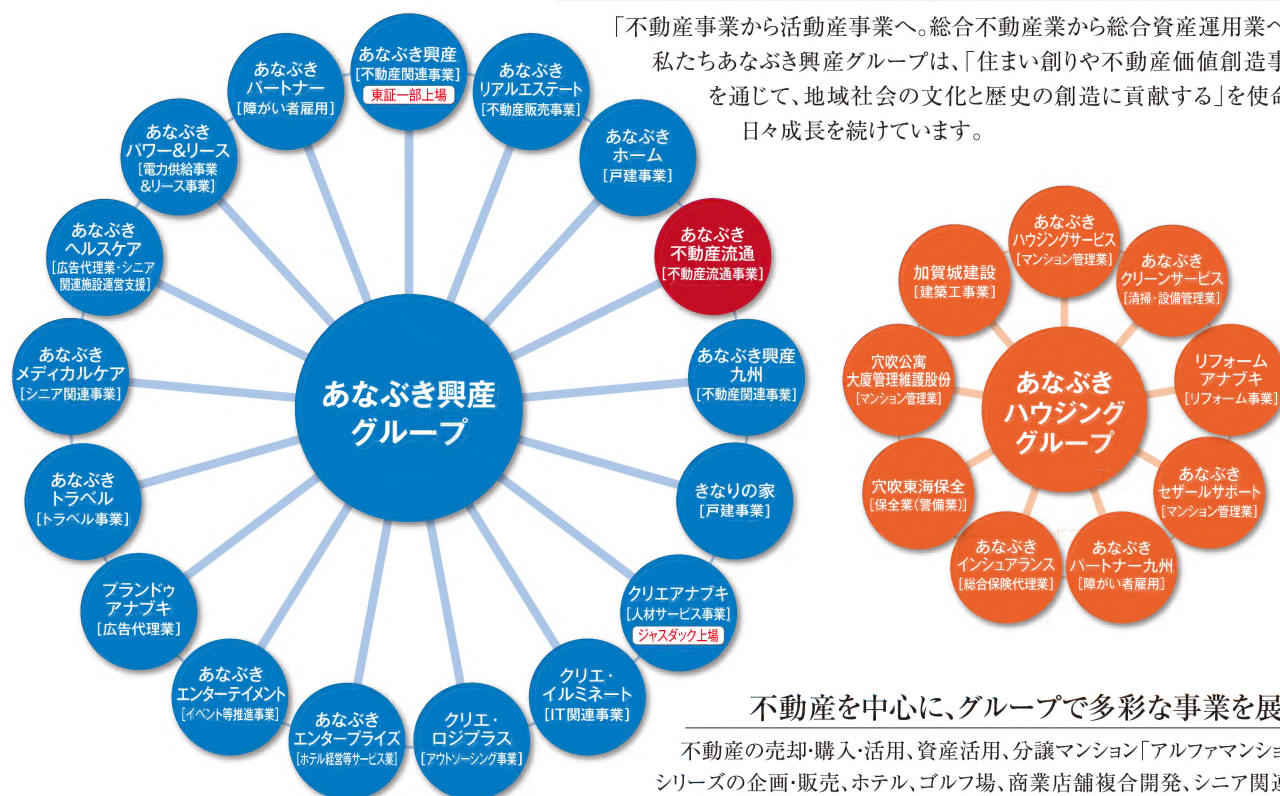 「不動産事業から活動産事業へ。総合不動産業から総合資産運用業へ
私たちあなぶき興産グループは、「住まい創りや不動産価値創造事
を通じて、地域社会の文化と歴史の創造に貢献する」を使命
日々成長を続けています。
あなぶき興産
グループ
あなぶき興産
[不動産関連事業]
東証一部上場
あなぶき
リアルエステート
[不動産販売事業]
あなぶき
ホーム
[戸建事業]
あなぶき
不動産流通
[不動産流通事業]
あなぶき興産
九州
[不動産関連事業]
きなりの家
[戸建事業]
クリエアナブキ
[人材サービス事業]
ジャスダック上場
クリエ・
イルミネート
[IT関連事業]
クリエ・
ロジプラス
[アウトソーシング事業]
あなぶき
エンタープライズ
[ホテル経営等サービス業]
あなぶき
エンターテイメント
[イベント等推進事業]
プランドゥ
アナブキ
[広告代理業]
あなぶき
トラベル
[トラベル事業]
あなぶき
メディカルケア
[シニア関連事業]
あなぶき
ヘルスケア
[広告代理業・シニア
関連施設運営支援]
あなぶき
パワー&リース
[電力供給事業
&リース事業]
あなぶき
パートナー
[障がい者雇用]
あなぶき
ハウジング
グループ
あなぶき
ハウジングサービス
[マンション管理業]
あなぶき
クリーンサービス
[清掃・設備管理業]
リフォーム
アナブキ
[リフォーム事業]
あなぶき
セザールサポート
[マンション管理業]
あなぶき
パートナー九州
[障がい者雇用]
あなぶき
インシュアランス
[総合保険代理業]
穴吹東海保全
[保全業(警備業)]
穴吹公寓
大廈管理維護股份
[マンション管理業]
加賀城建設
[建築工事業]
不動産を中心に、グループで多彩な事業を展
不動産の売却・購入・活用、資産活用、分譲マンション「アルファマンショ
シリーズの企画・販売、ホテル、ゴルフ場、商業店舗複合開発、シニア関連